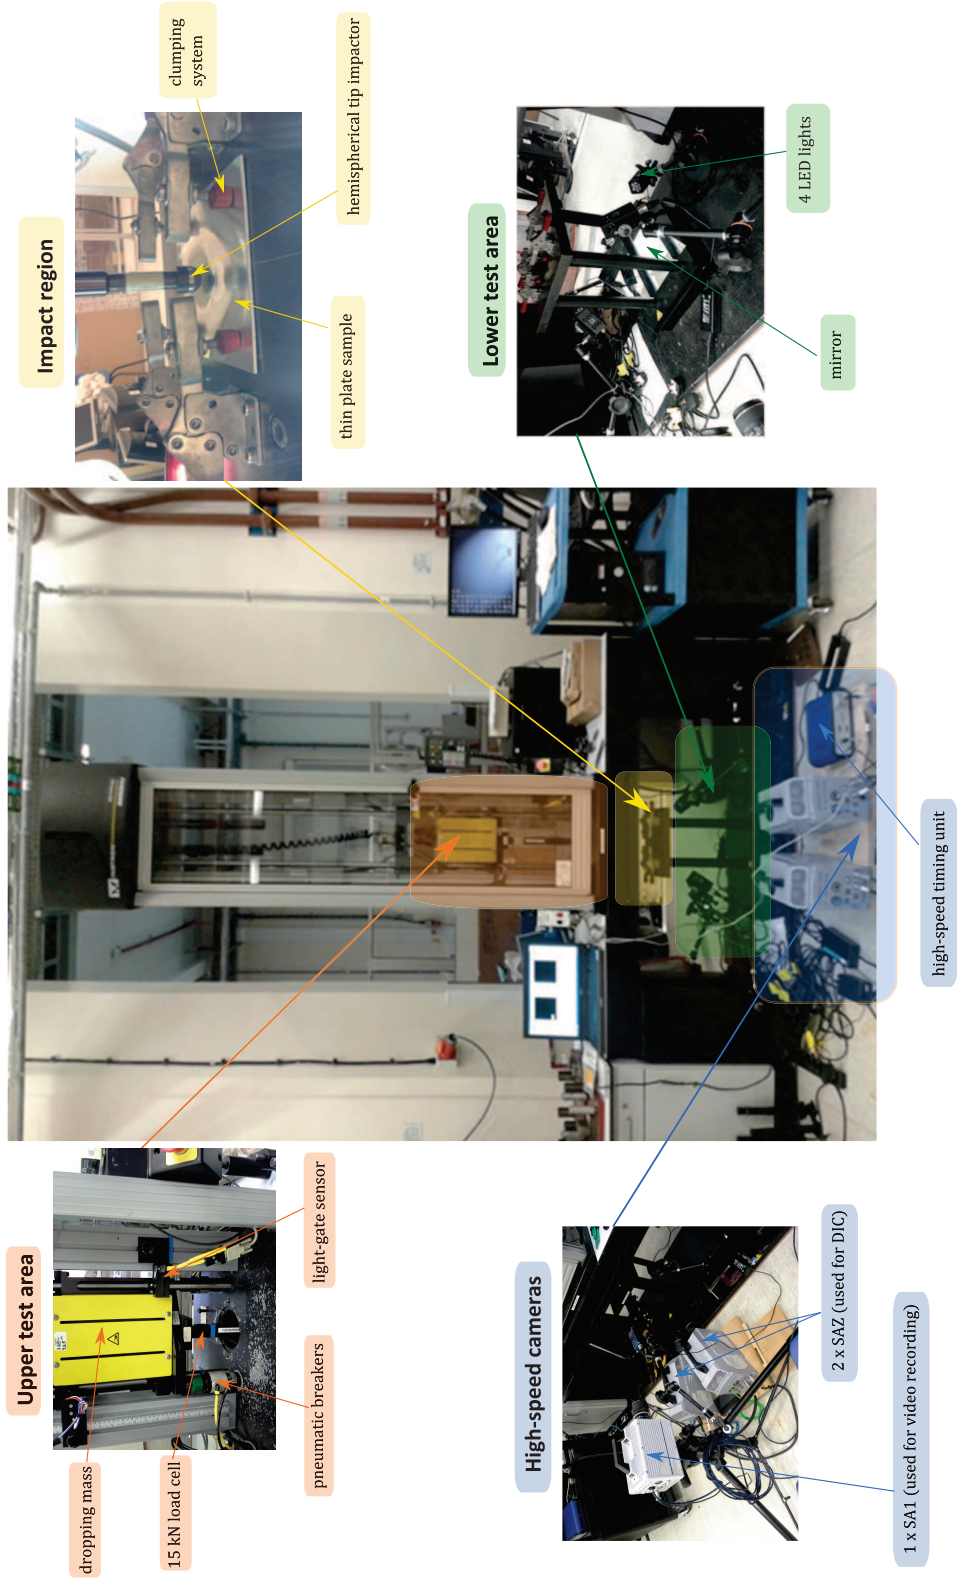 Upper test area
dropping mass
15 kN load cell
pneumatic breakers
light-gate sensor
Impact region
clumping
system
hemispherical tip impactor
thin plate sample
High-speed cameras
2 x SAZ (used for DIC)
1 x SA1 (used for video recording)
high-speed timing unit
Lower test area
mirror
4 LED lights